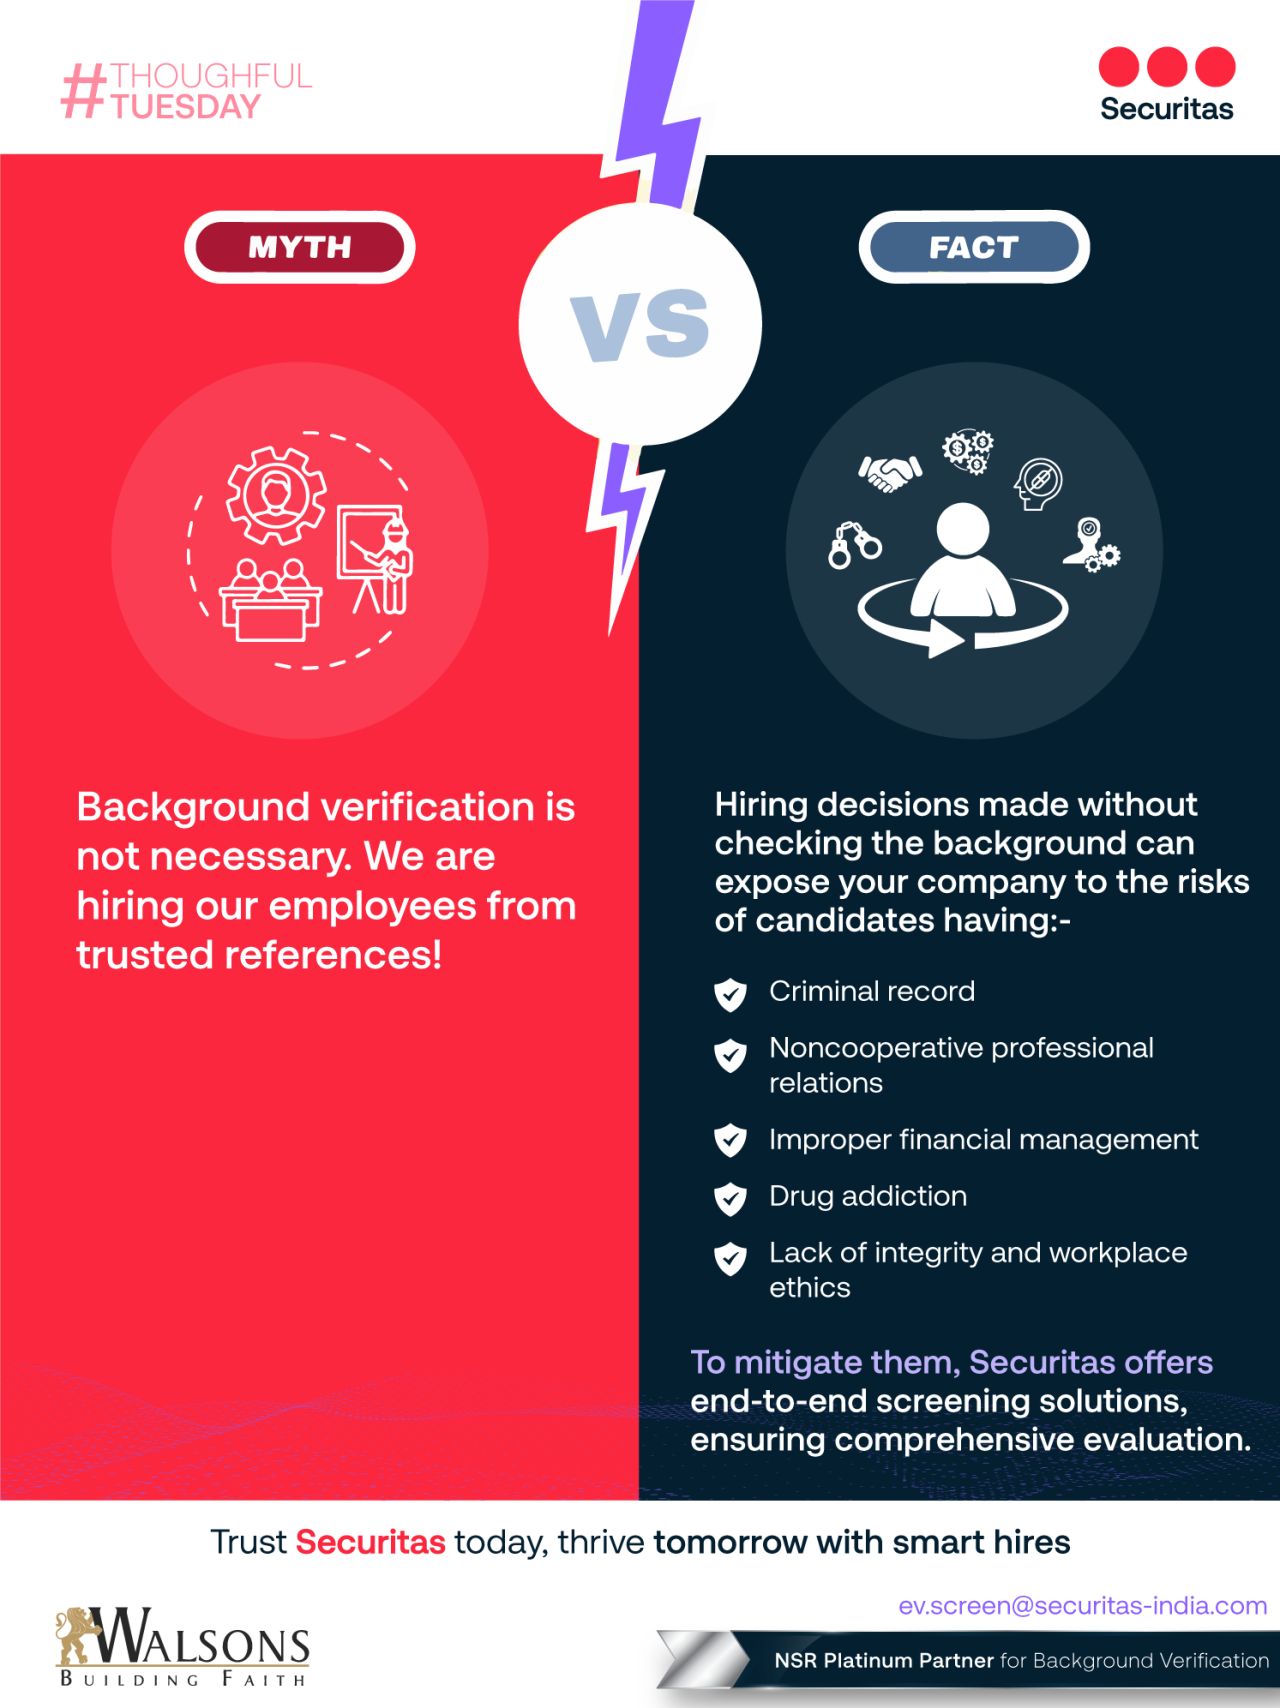 #THOUGHFUL
TUESDAY
Securitas
MYTH
VS
FACT
Background verification is
not necessary. We are
hiring our employees from
trusted references!
Hiring decisions made without
checking the background can
expose your company to the risks
of candidates having:-
Criminal record
Noncooperative professional
relations
Improper financial management
Drug addiction
Lack of integrity and workplace
ethics
To mitigate them, Securitas offers
end-to-end screening solutions,
ensuring comprehensive evaluation.
Trust Securitas today, thrive tomorrow with smart hires
ev.screen@securitas-india.com
WALSONS
BUILDING FAITH
NSR Platinum Partner for Background Verification